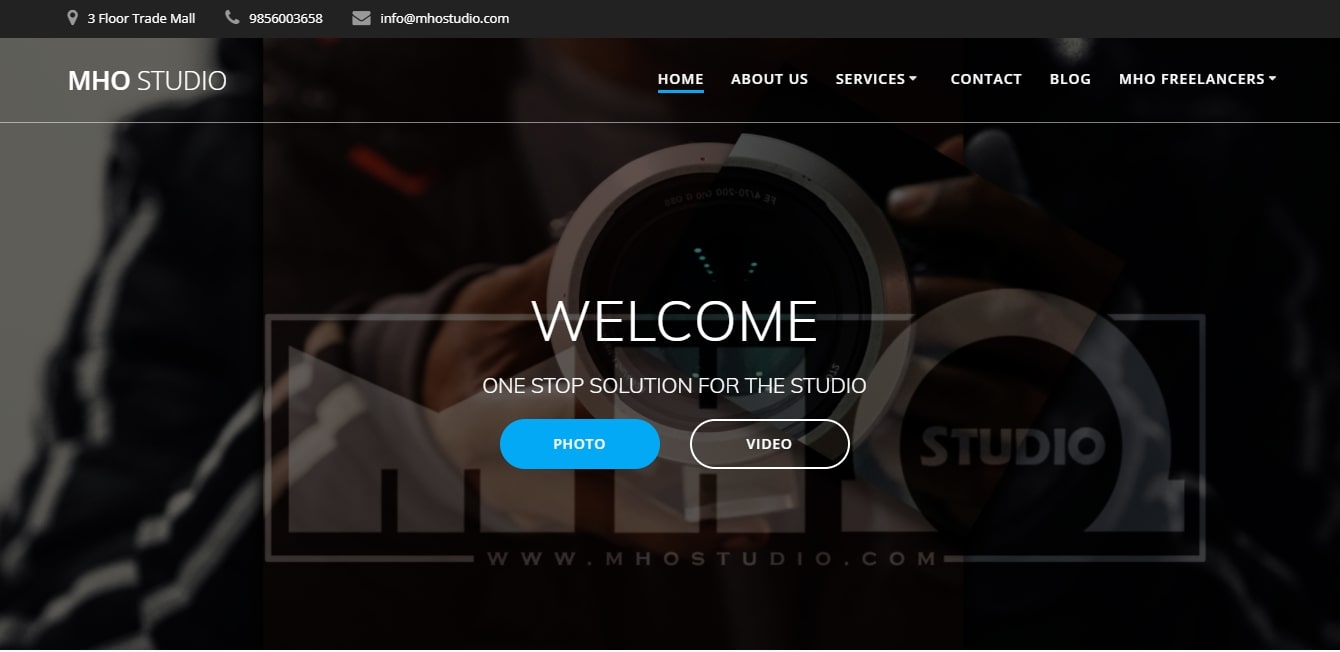 3 Floor Trade Mall 9856003658 info@mhostudio.com
MHO STUDIO HOME ABOUT US SERVICES CONTACT BLOG MHO FREELANCERS
WELCOME
ONE STOP SOLUTION FOR THE STUDIO
PHOTO VIDEO
MHO STUDIO
WWW.MHOSTUDIO.COM